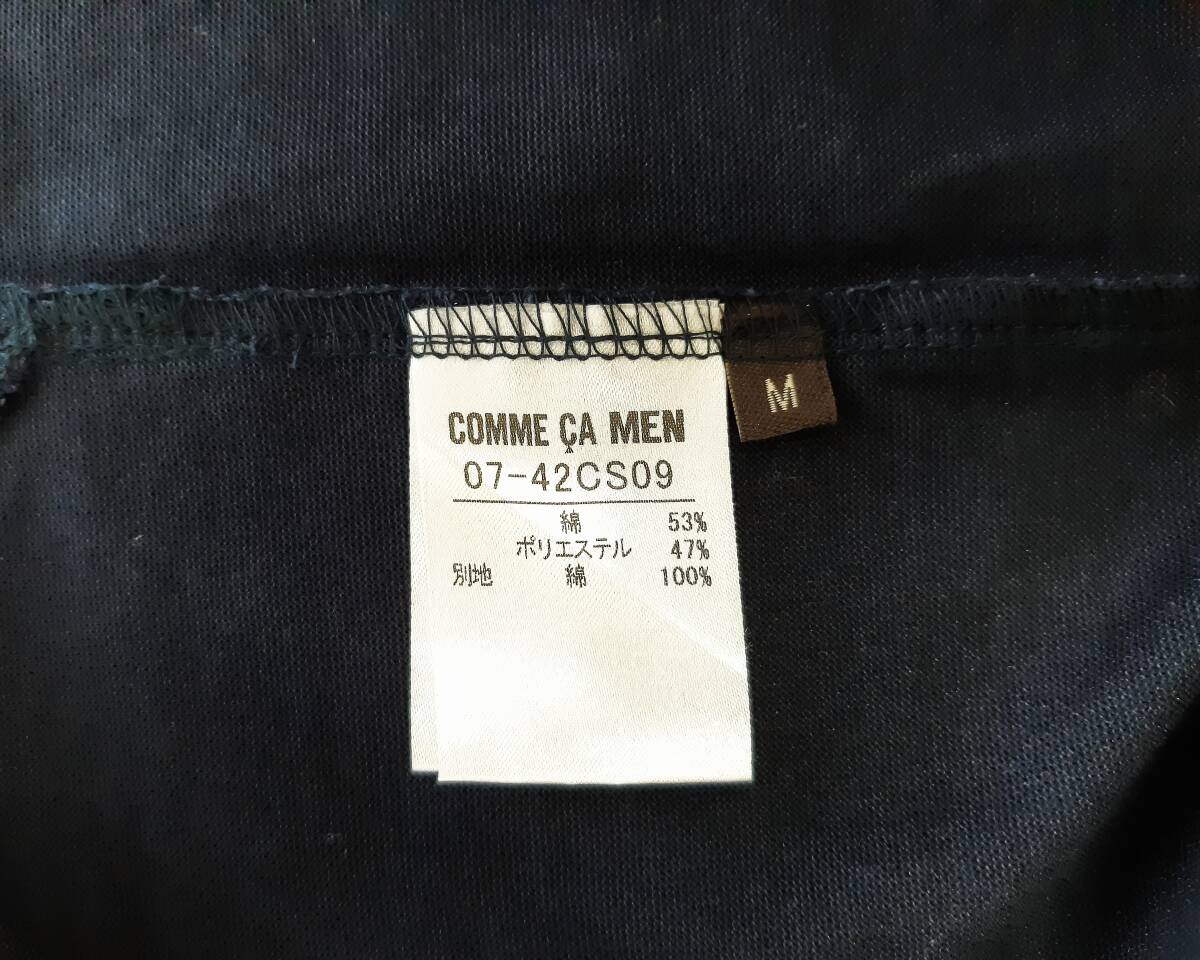 COMME ÇA MEN
07-42CS09
綿 53%
ポリエステル 47%
別地 綿 100%
M